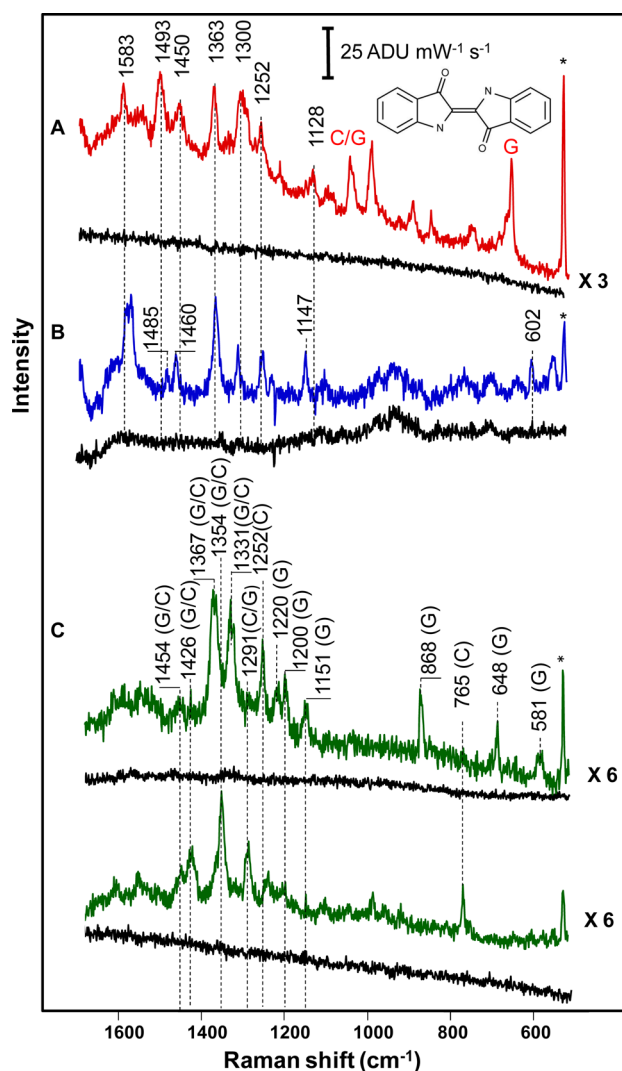 25 ADU mW⁻¹ s⁻¹
1583
1493
1450
1363
1300
1252
1128
*
O
N
N
O
A
C/G
G
X 3
B
1485
1460
1147
602
*
Intensity
C
1454 (G/C)
1426 (G/C)
1367 (G/C)
1354 (G/C)
1331(G/C)
1252(C)
1291(C/G)
1220 (G)
1200 (G)
1151 (G)
868 (G)
765 (C)
648 (G)
581 (G)
*
X 6
X 6
1600 1400 1200 1000 800 600
Raman shift (cm⁻¹)